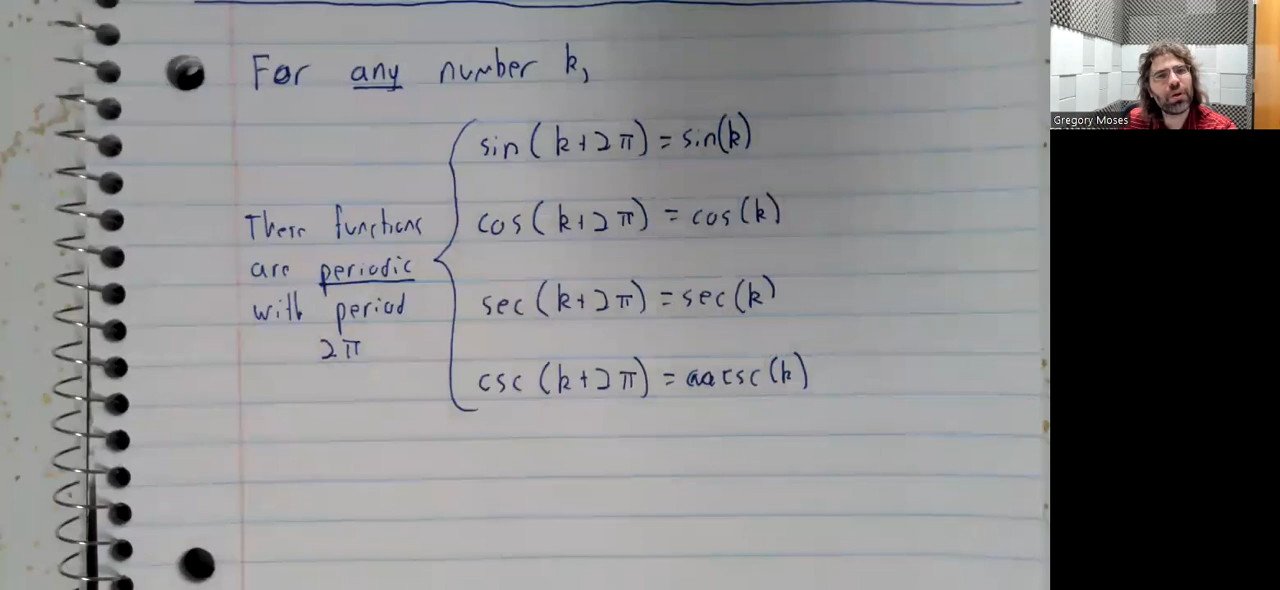 For any number k,
sin(k+2π)=sin(k)
cos(k+2π)=cos(k)
These functions
are periodic
with period
2π
sec(k+2π)=sec(k)
csc(k+2π)=csc(k)
Gregory Moses